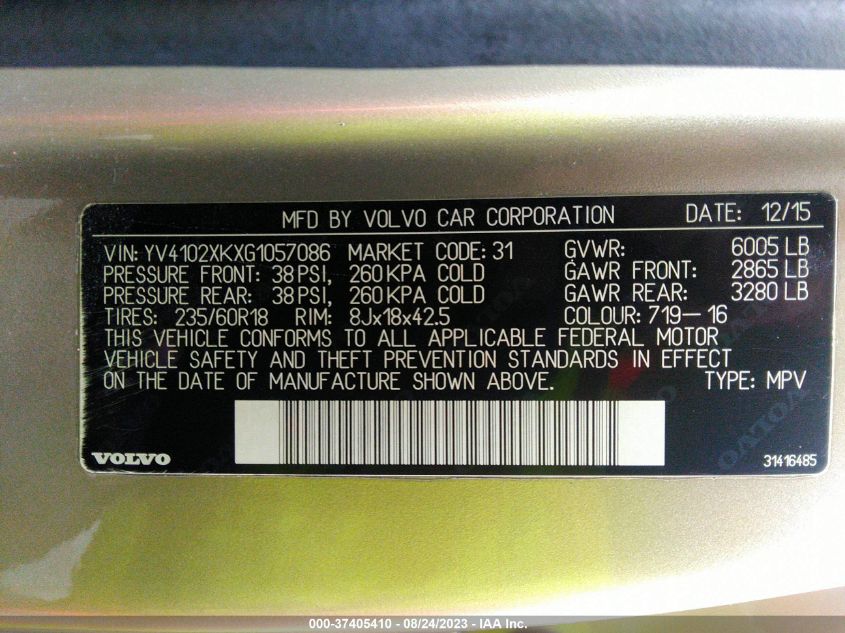 MFD BY VOLVO CAR CORPORATION DATE: 12/15
VIN: YV4102XKXG1057086 MARKET CODE: 31 GVWR: 6005 LB
PRESSURE FRONT: 38 PSI, 260 KPA COLD GAWR FRONT: 2865 LB
PRESSURE REAR: 38 PSI, 260 KPA COLD GAWR REAR: 3280 LB
TIRES: 235/60R18 RIM: 8Jx18x42.5 COLOUR: 719–16
THIS VEHICLE CONFORMS TO ALL APPLICABLE FEDERAL MOTOR
VEHICLE SAFETY AND THEFT PREVENTION STANDARDS IN EFFECT
ON THE DATE OF MANUFACTURE SHOWN ABOVE. TYPE: MPV
VOLVO 31416485
000-37405410 - 08/24/2023 - IAA Inc.